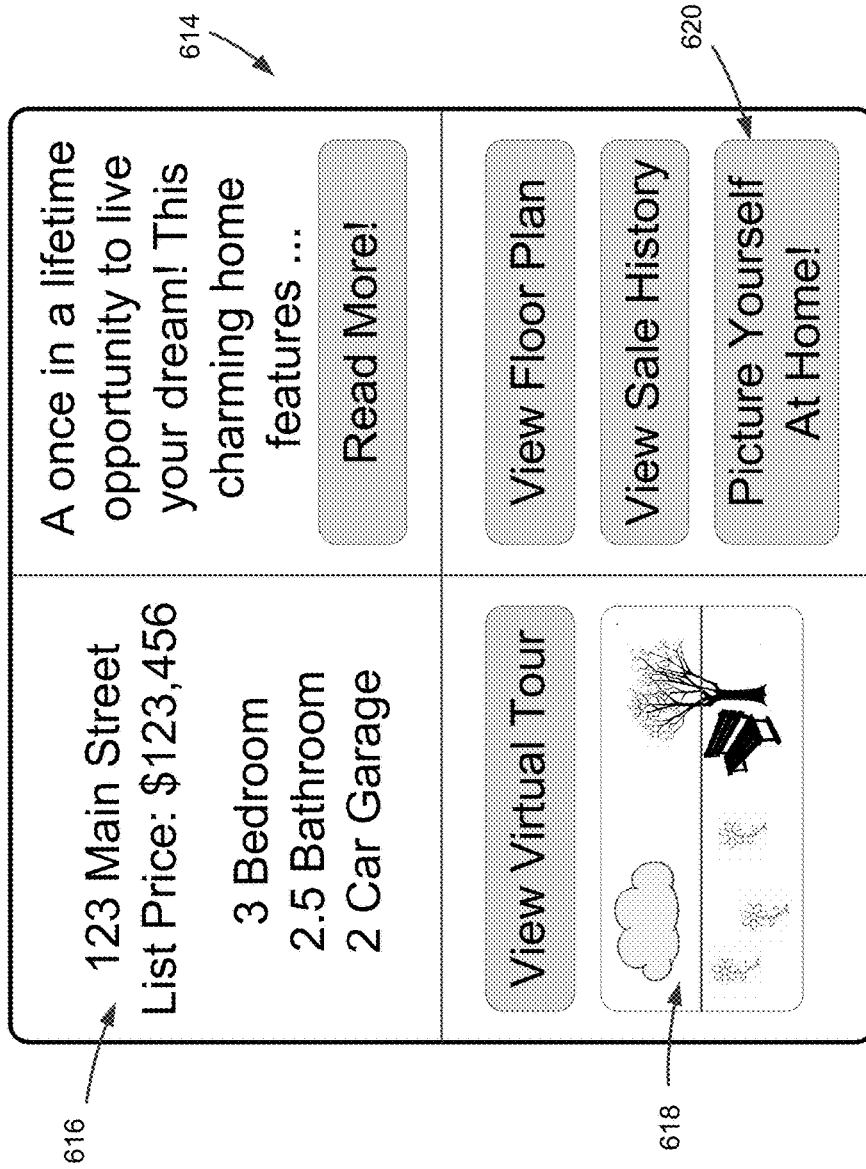 616
123 Main Street
List Price: $123,456
3 Bedroom
2.5 Bathroom
2 Car Garage
A once in a lifetime
opportunity to live
your dream! This
charming home
features ...
Read More!
614
View Virtual Tour
618
View Floor Plan
View Sale History
Picture Yourself
At Home!
620